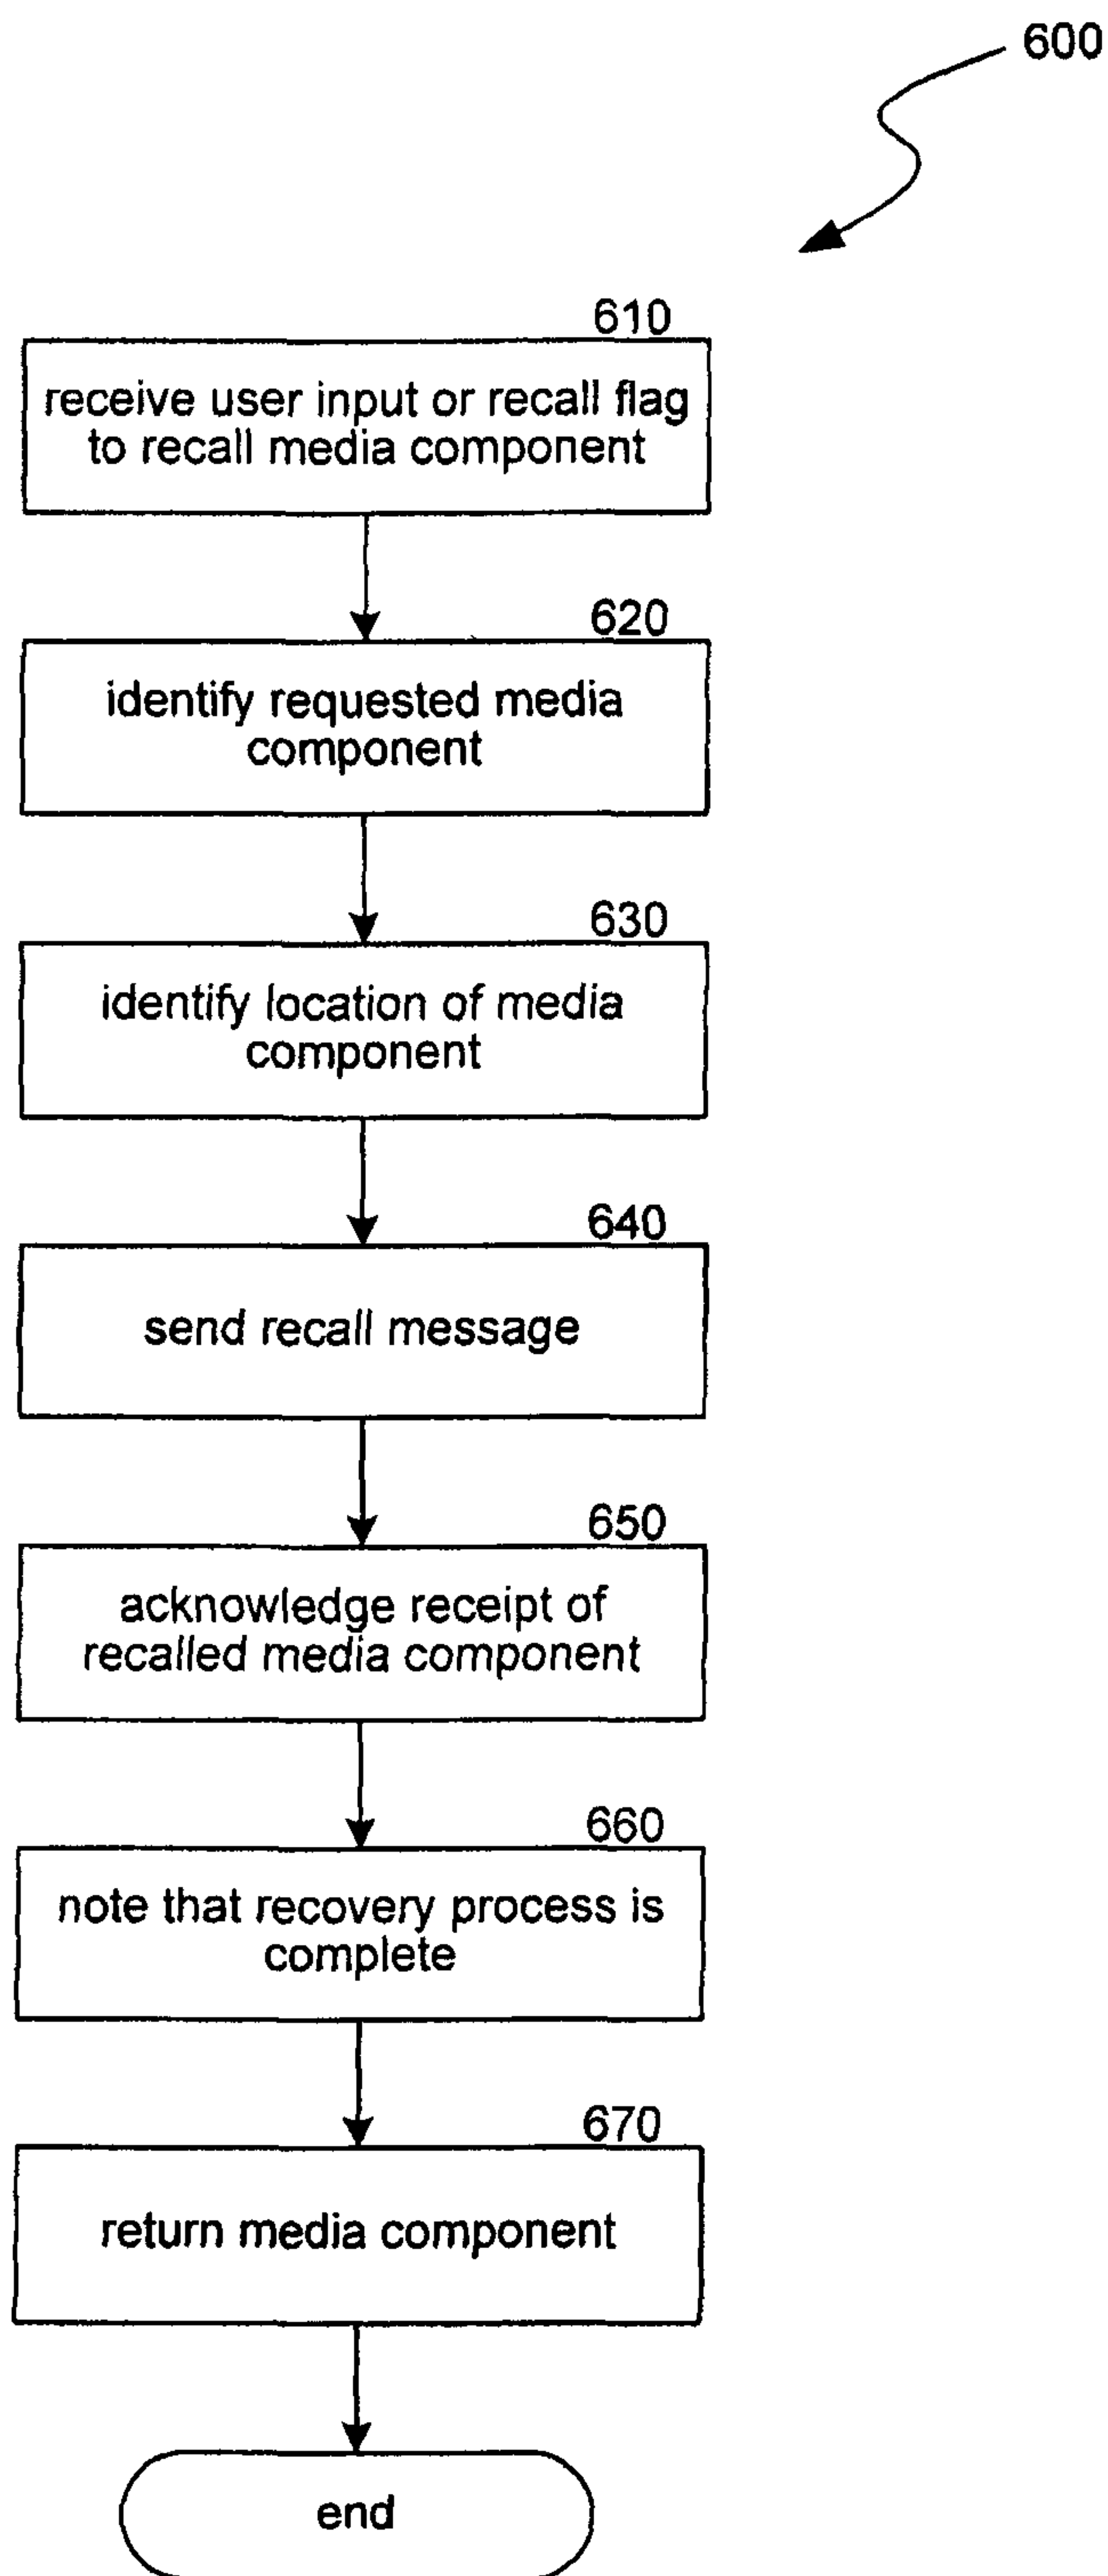 600
610
receive user input or recall flag
to recall media component
620
identify requested media
component
630
identify location of media
component
640
send recall message
650
acknowledge receipt of
recalled media component
660
note that recovery process is
complete
670
return media component
end